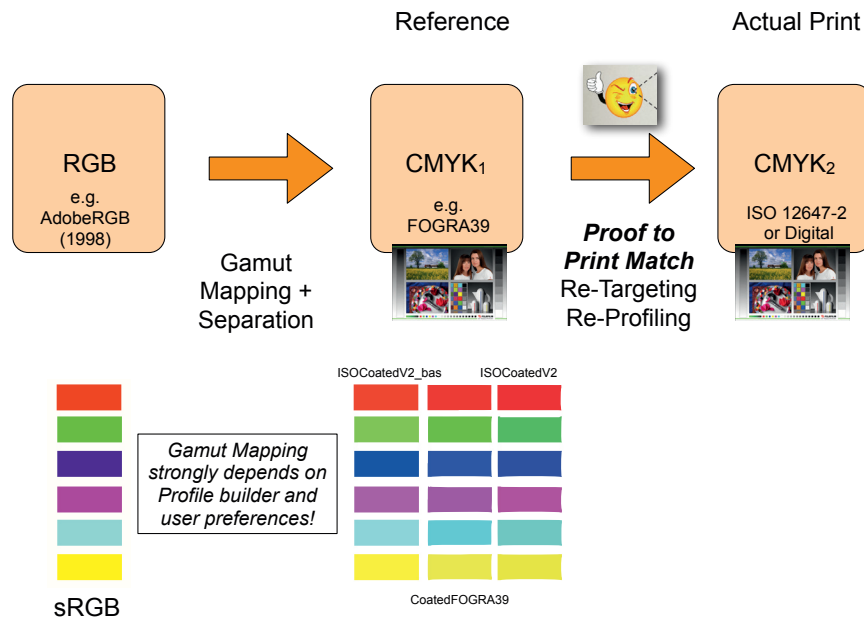 Reference
Actual Print
RGB
e.g.
AdobeRGB
(1998)
CMYK₁
e.g.
FOGRA39
CMYK₂
ISO 12647-2
or Digital
Gamut
Mapping +
Separation
Proof to
Print Match
Re-Targeting
Re-Profiling
ISOCoatedV2_bas
ISOCoatedV2
Gamut Mapping
strongly depends on
Profile builder and
user preferences!
sRGB
CoatedFOGRA39